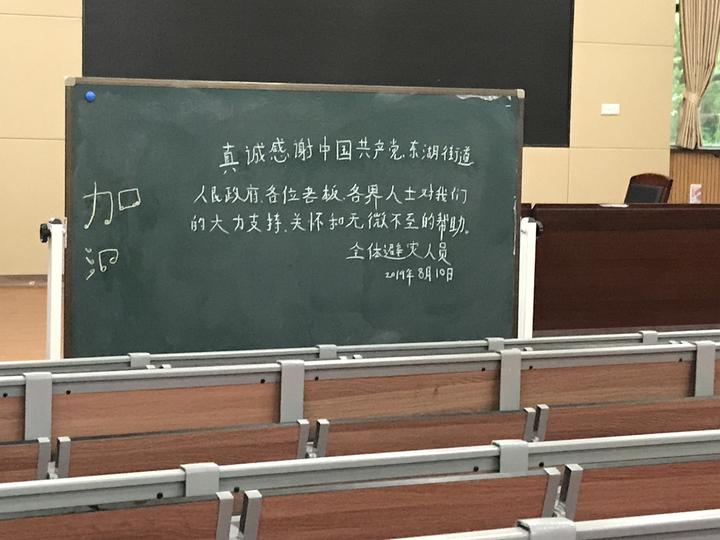 真诚感谢中国共产党、东湖街道
人民政府、各位老板、各界人士对我们
的大力支持、关怀和无微不至的帮助。
全体避灾人员
2019年8月10日
加
油